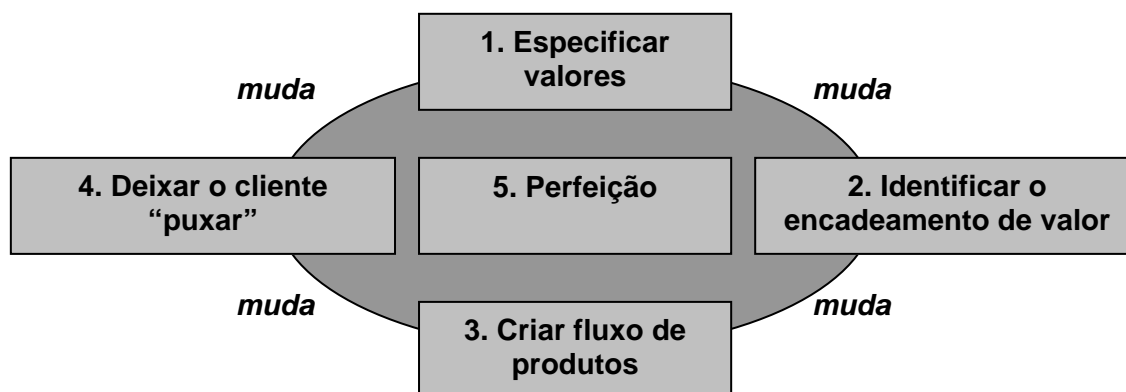 1. Especificar
valores
muda
muda
4. Deixar o cliente
“puxar”
5. Perfeição
2. Identificar o
encadeamento de valor
muda
muda
3. Criar fluxo de
produtos